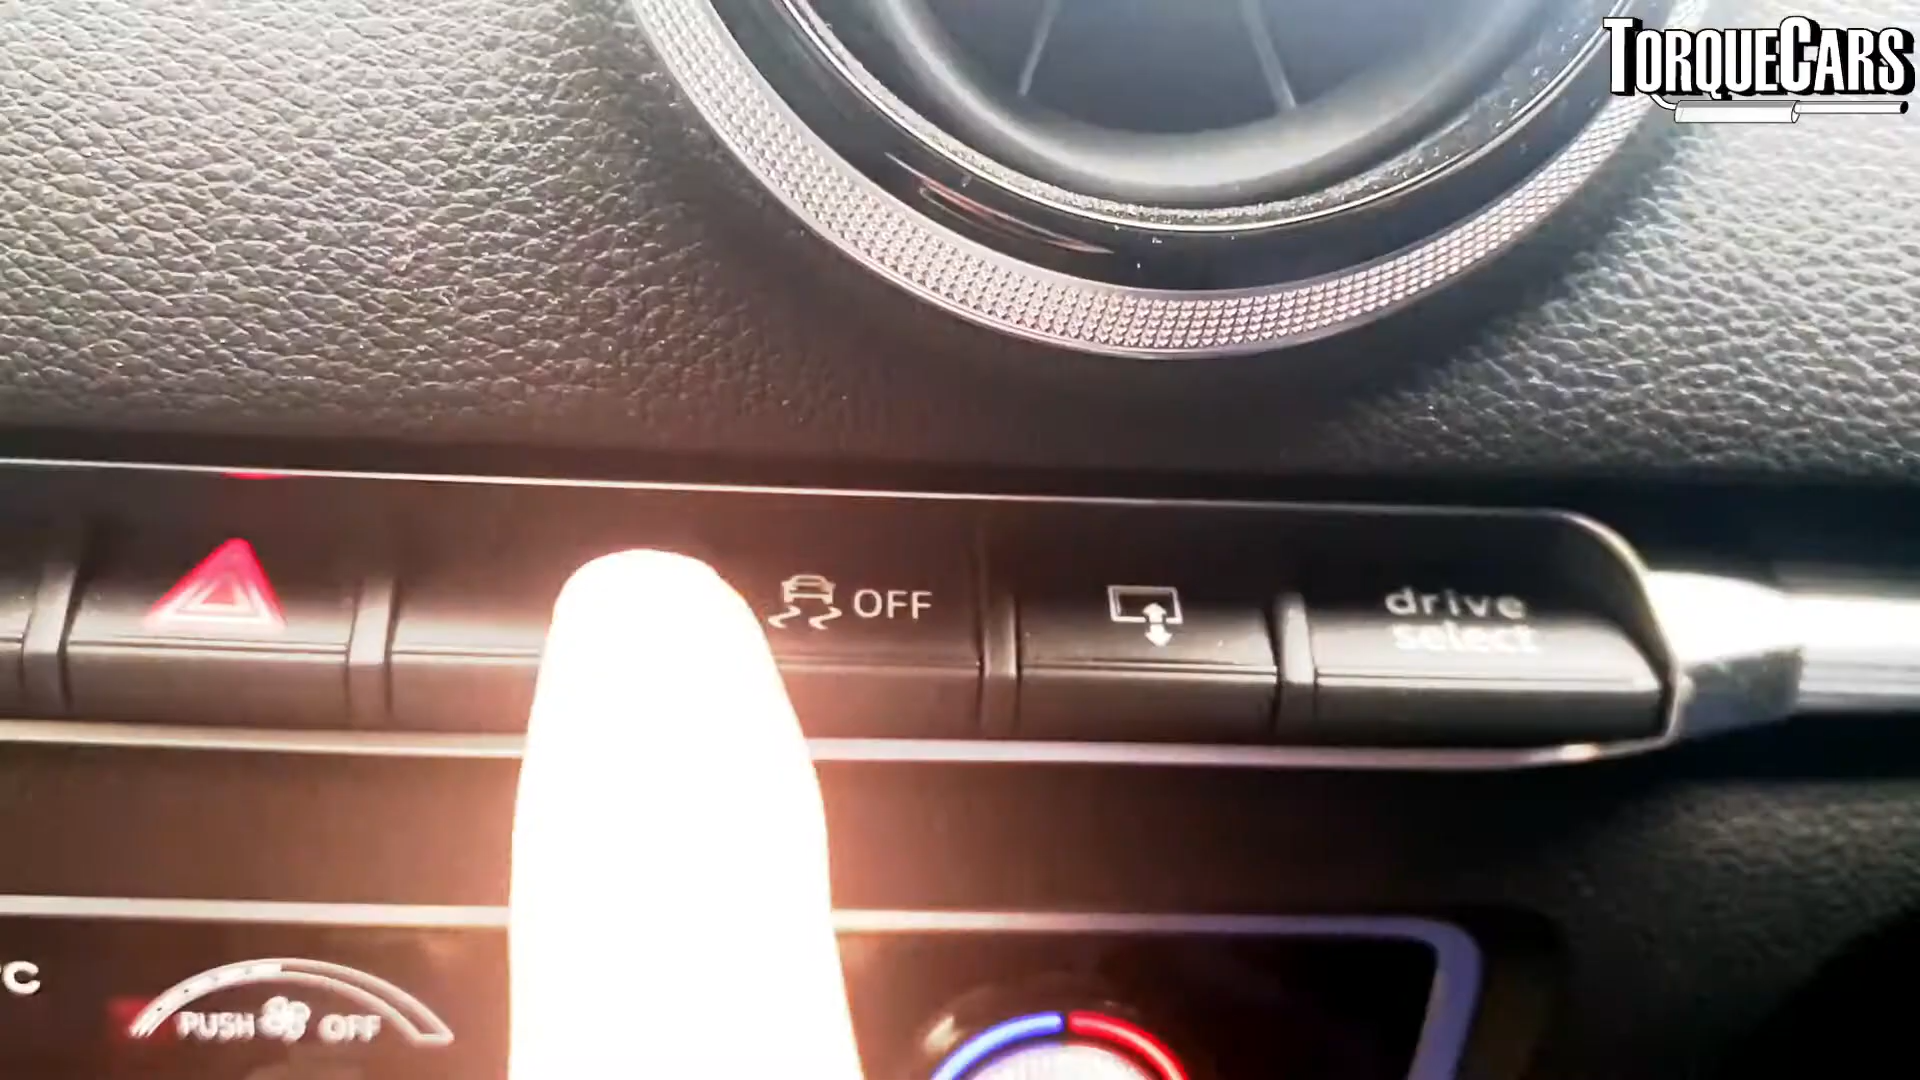 TORQUECARS
OFF
drive
select
°C
PUSH OFF